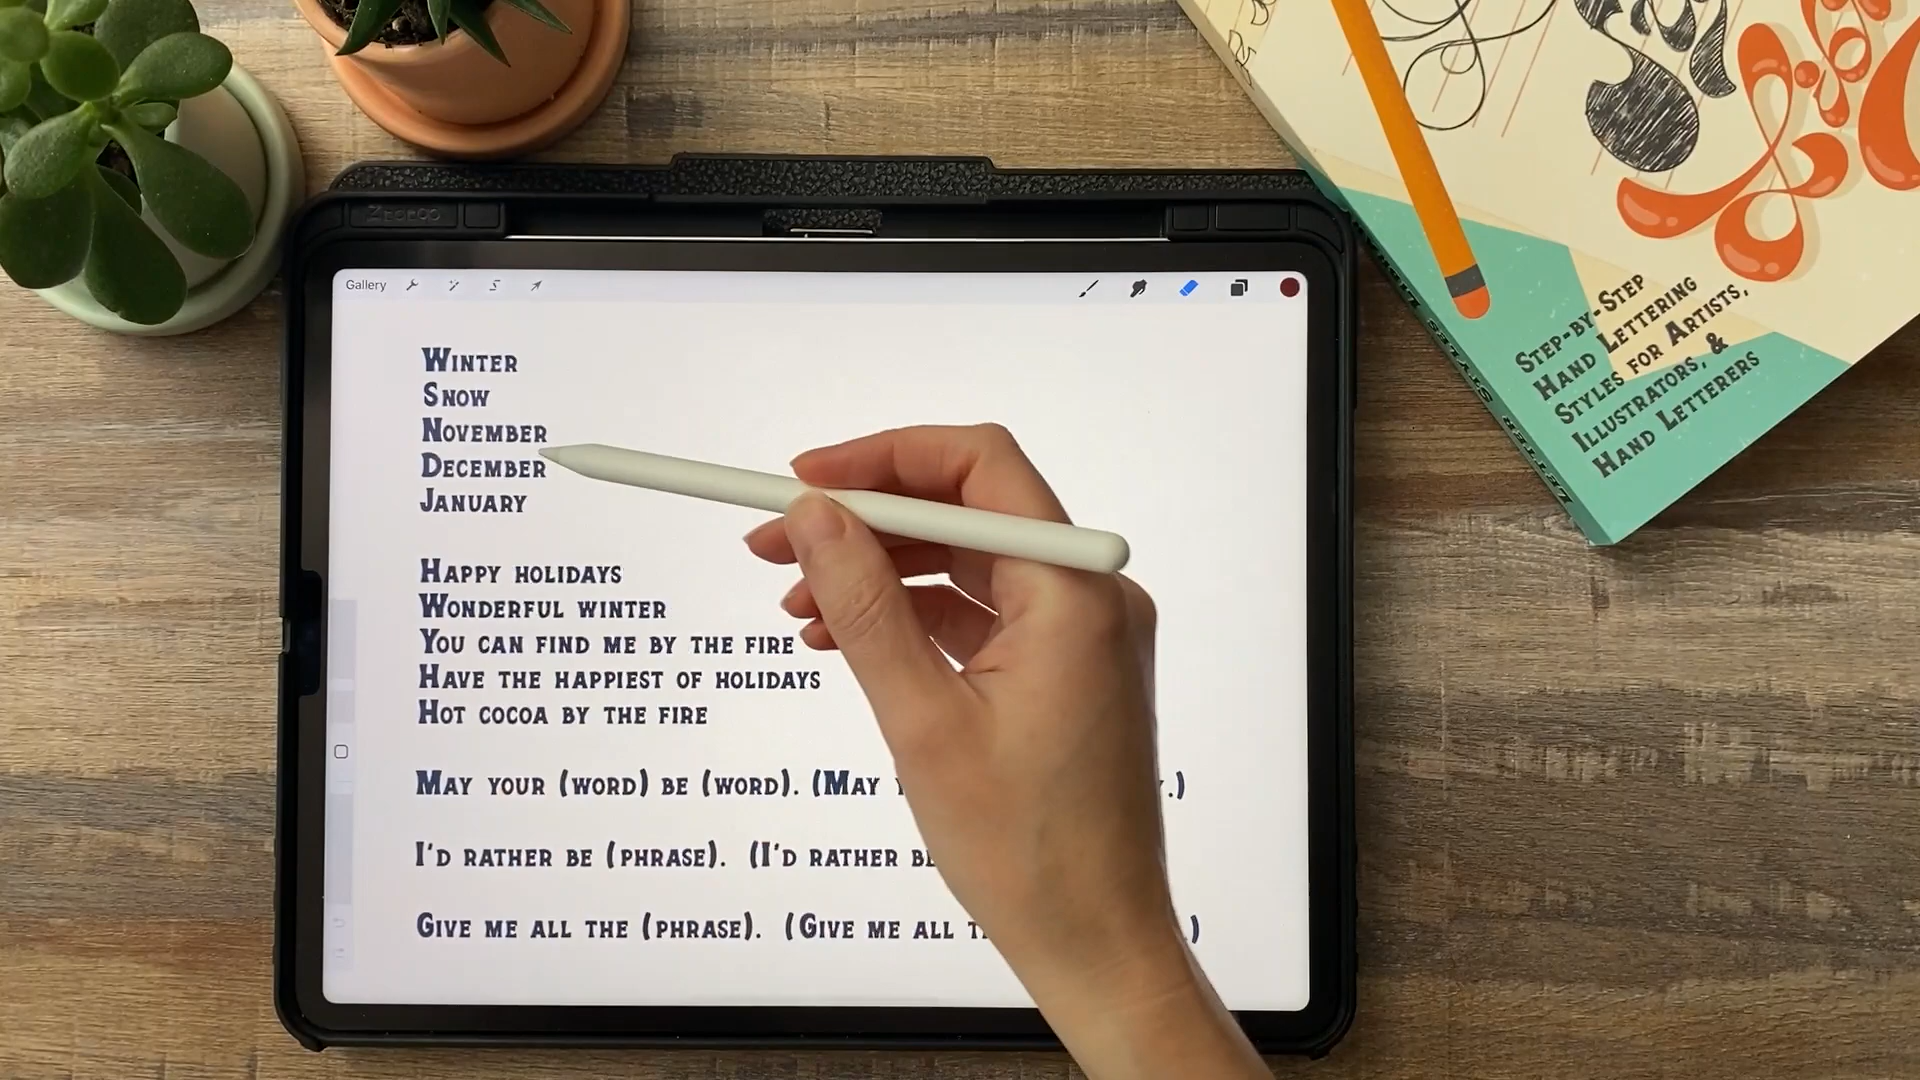 Ztotoo
Gallery
Winter
Snow
November
December
January
Happy holidays
Wonderful winter
You can find me by the fire
Have the happiest of holidays
Hot cocoa by the fire
May your (word) be (word). (May .)
I'd rather be (phrase). (I'd rather be
Give me all the (phrase). (Give me all )
Step-by-Step
Hand Lettering
Styles for Artists,
Illustrators, &
Hand Letterers
Letter Styles